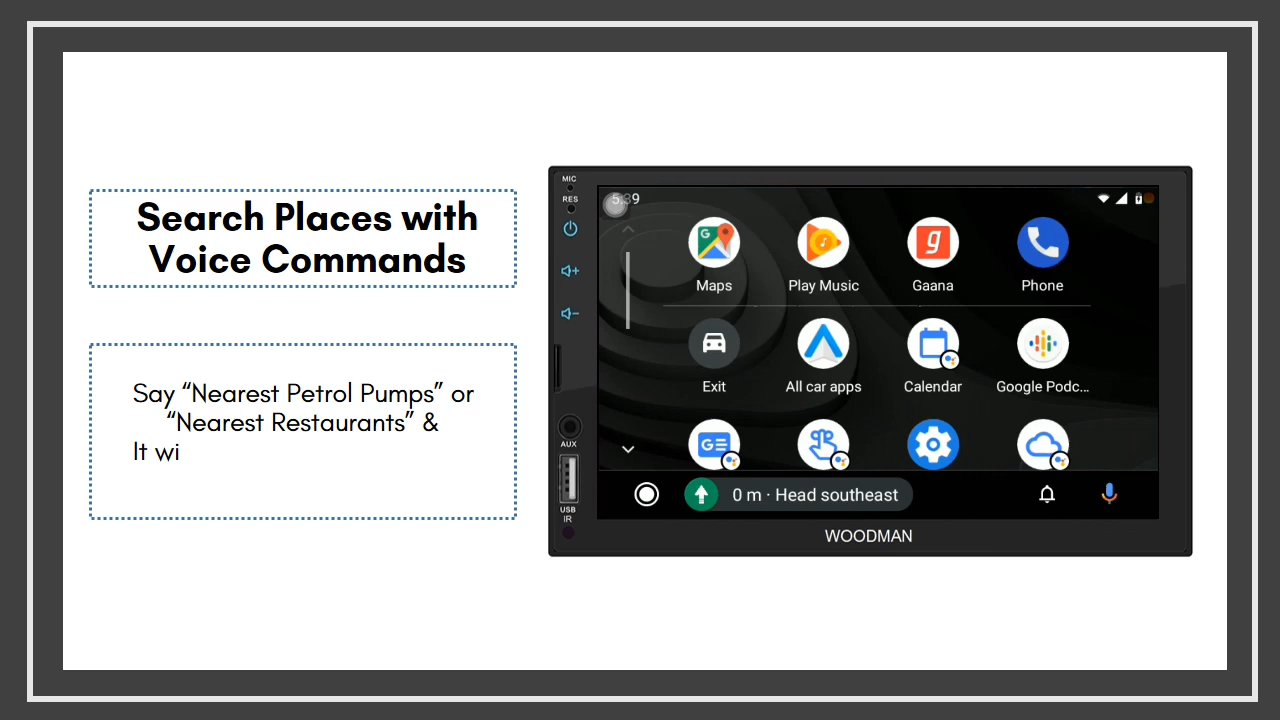 Search Places with
Voice Commands
Say “Nearest Petrol Pumps” or
“Nearest Restaurants” &
It wi
MIC
RES
5:39
Maps
Play Music
Gaana
Phone
Exit
All car apps
Calendar
Google Podc...
AUX
USB
IR
0 m · Head southeast
WOODMAN